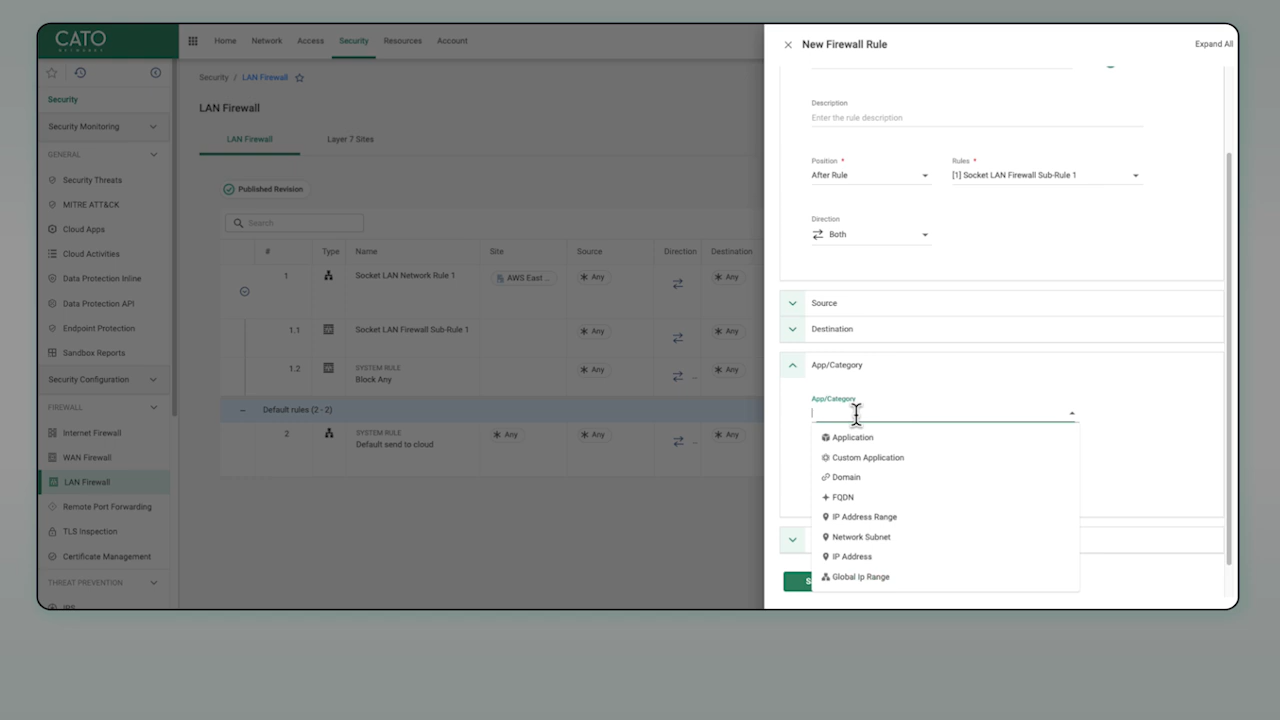 CATO
NETWORKS
Home Network Access Security Resources Account
Security
Security Monitoring
GENERAL
Security Threats
MITRE ATT&CK
Cloud Apps
Cloud Activities
Data Protection Inline
Data Protection API
Endpoint Protection
Sandbox Reports
Security Configuration
FIREWALL
Internet Firewall
WAN Firewall
LAN Firewall
Remote Port Forwarding
TLS Inspection
Certificate Management
THREAT PREVENTION
IPS
Security / LAN Firewall
LAN Firewall
LAN Firewall Layer 7 Sites
Published Revision
Search
# Type Name Site Source Direction Destination
1 Socket LAN Network Rule 1 AWS East ... Any Any
1.1 Socket LAN Firewall Sub-Rule 1 Any Any
1.2 SYSTEM RULE Any ... Any
Block Any
Default rules (2 - 2)
2 SYSTEM RULE Any Any ... Any
Default send to cloud
New Firewall Rule Expand All
Description
Enter the rule description
Position * Rules *
After Rule [1] Socket LAN Firewall Sub-Rule 1
Direction
Both
Source
Destination
App/Category
App/Category
Application
Custom Application
Domain
FQDN
IP Address Range
Network Subnet
IP Address
Global Ip Range